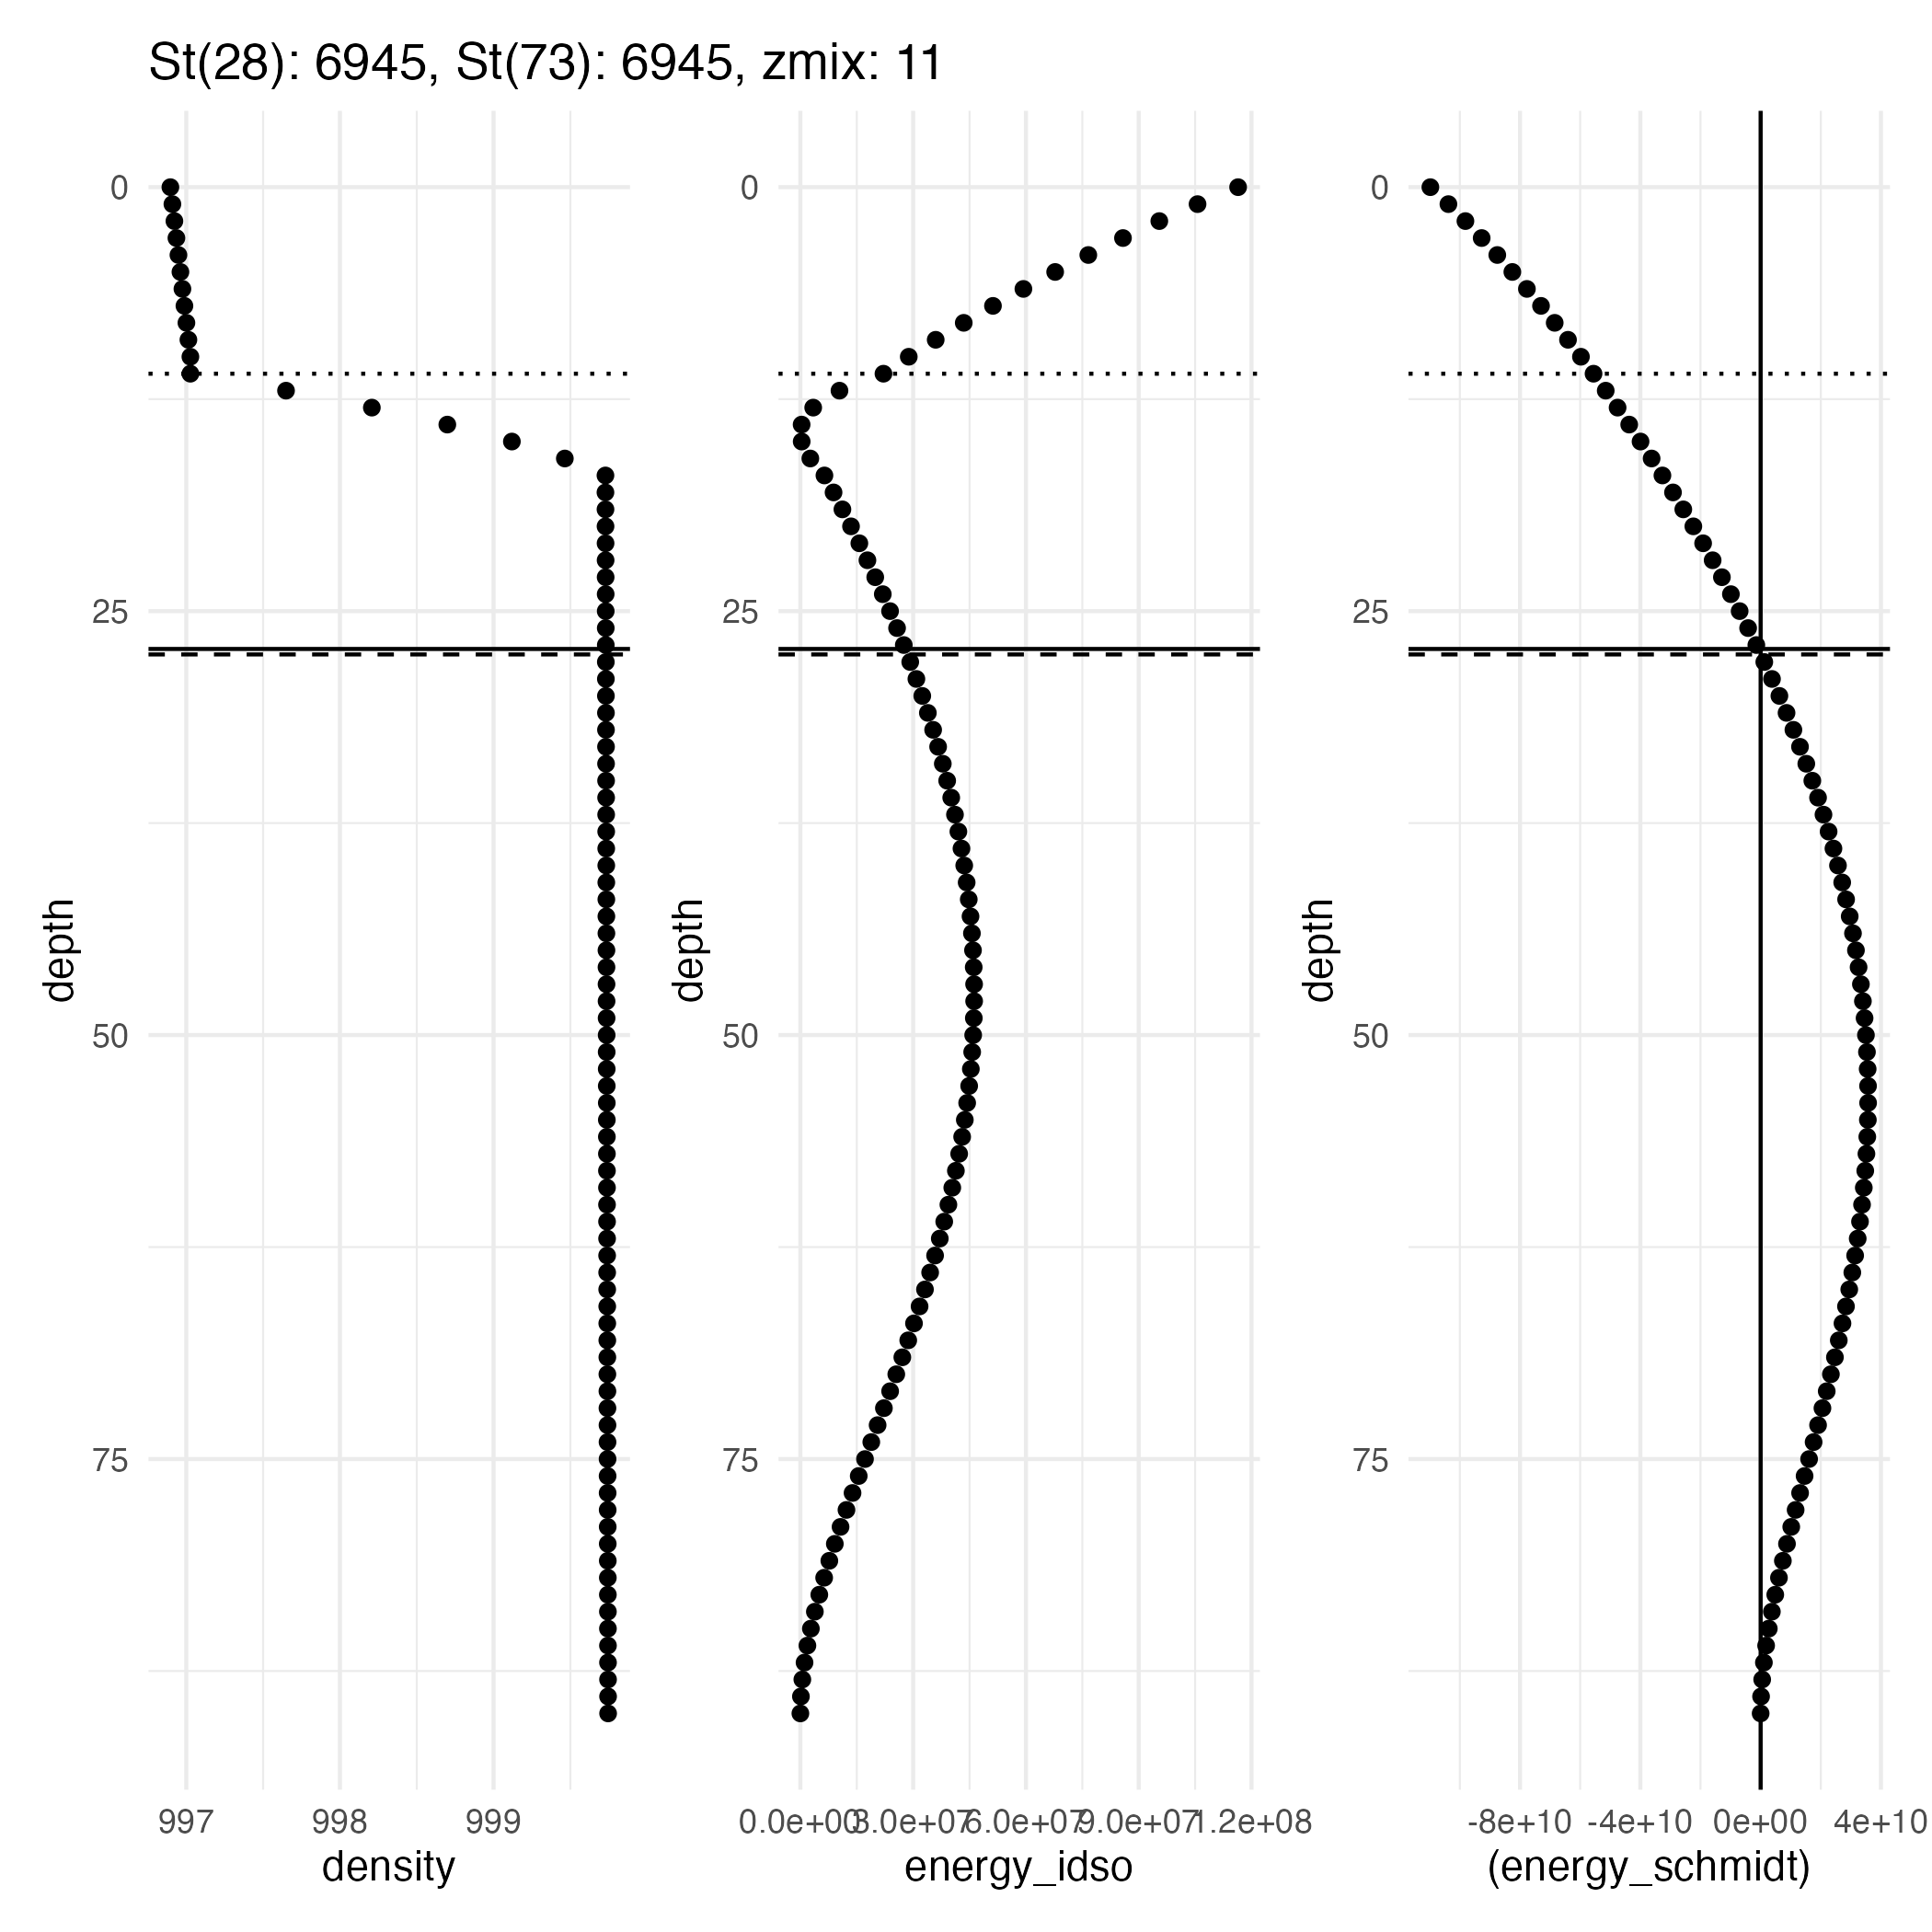 St(28): 6945, St(73): 6945, zmix: 11
0
25
50
75
depth
997 998 999
density
0
25
50
75
depth
0.0e+00 3.0e+07 6.0e+07 9.0e+07 1.2e+08
energy_idso
0
25
50
75
depth
-8e+10 -4e+10 0e+00 4e+10
(energy_schmidt)